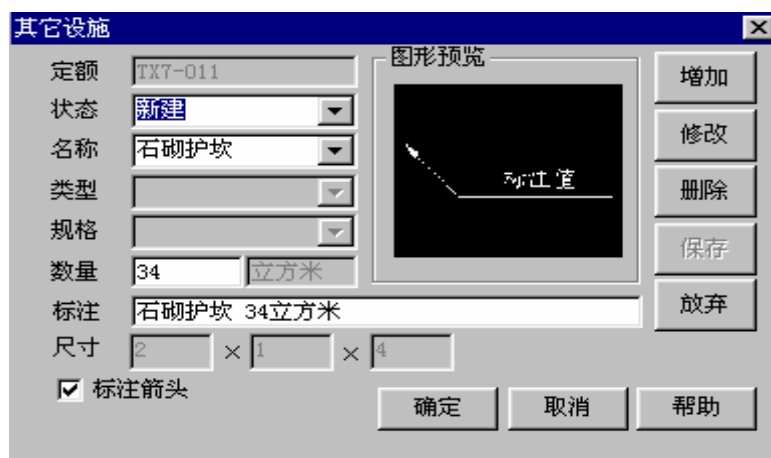 其它设施
定额 TX7-011
状态 新建
名称 石砌护坎
类型
规格
数量 34 立方米
标注 石砌护坎 34立方米
尺寸 2 × 1 × 4
标注箭头
图形预览
标注值
增加
修改
删除
保存
放弃
确定 取消 帮助